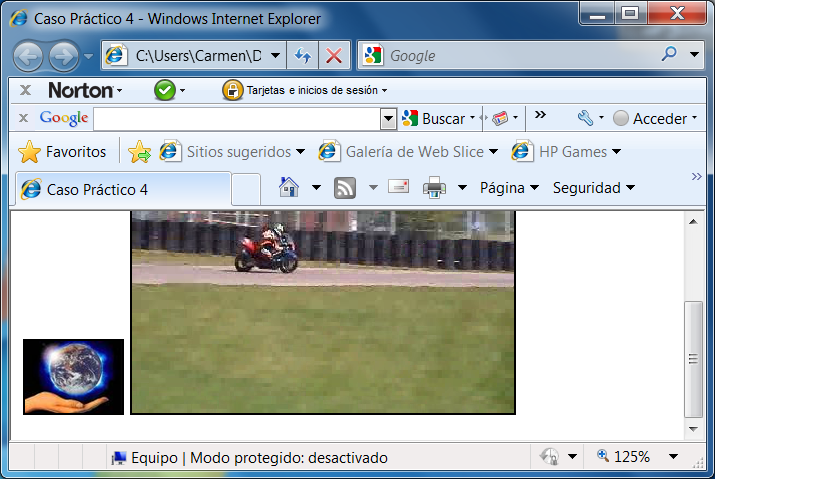 Caso Práctico 4 - Windows Internet Explorer
C:\Users\Carmen\D
Google
Norton
Tarjetas e inicios de sesión
Google
Buscar
»
Acceder
Favoritos
Sitios sugeridos
Galería de Web Slice
HP Games
Caso Práctico 4
Página
Seguridad
»
Equipo | Modo protegido: desactivado
125%